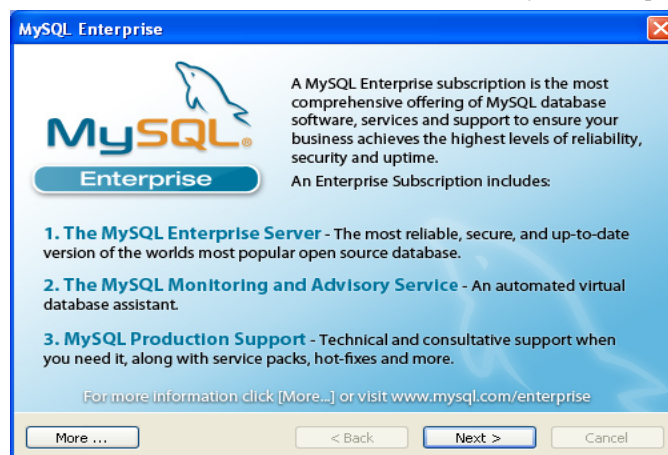 MySQL Enterprise
A MySQL Enterprise subscription is the most
comprehensive offering of MySQL database
software, services and support to ensure your
business achieves the highest levels of reliability,
security and uptime.
MySQL®
Enterprise
An Enterprise Subscription includes:
1. The MySQL Enterprise Server - The most reliable, secure, and up-to-date
version of the worlds most popular open source database.
2. The MySQL Monitoring and Advisory Service - An automated virtual
database assistant.
3. MySQL Production Support - Technical and consultative support when
you need it, along with service packs, hot-fixes and more.
For more information click [More...] or visit www.mysql.com/enterprise
More ...
< Back
Next >
Cancel